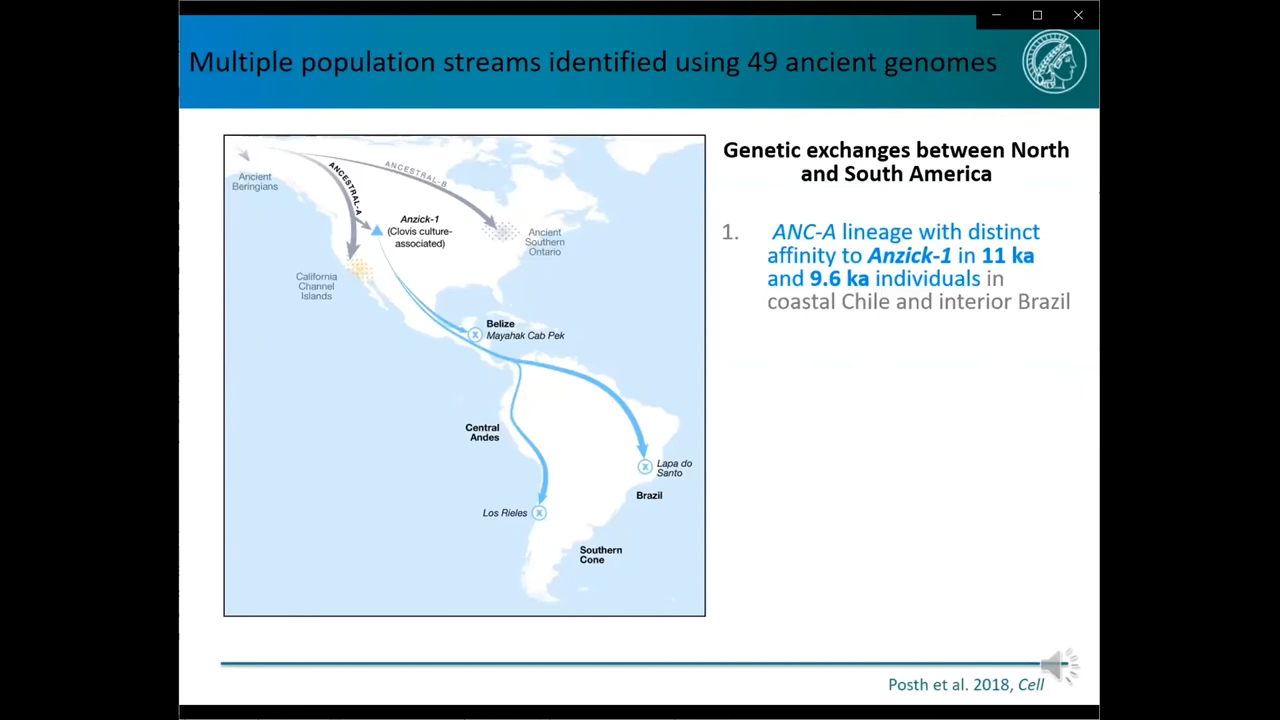 Multiple population streams identified using 49 ancient genomes
Ancient
Beringians
ANCESTRAL-A
ANCESTRAL-B
Anzick-1
(Clovis culture-
associated)
Ancient
Southern
Ontario
California
Channel
Islands
Belize
Mayahak Cab Pek
Central
Andes
Lapa do
Santo
Brazil
Los Rieles
Southern
Cone
Genetic exchanges between North
and South America
1. ANC-A lineage with distinct
affinity to Anzick-1 in 11 ka
and 9.6 ka individuals in
coastal Chile and interior Brazil
Posth et al. 2018, Cell